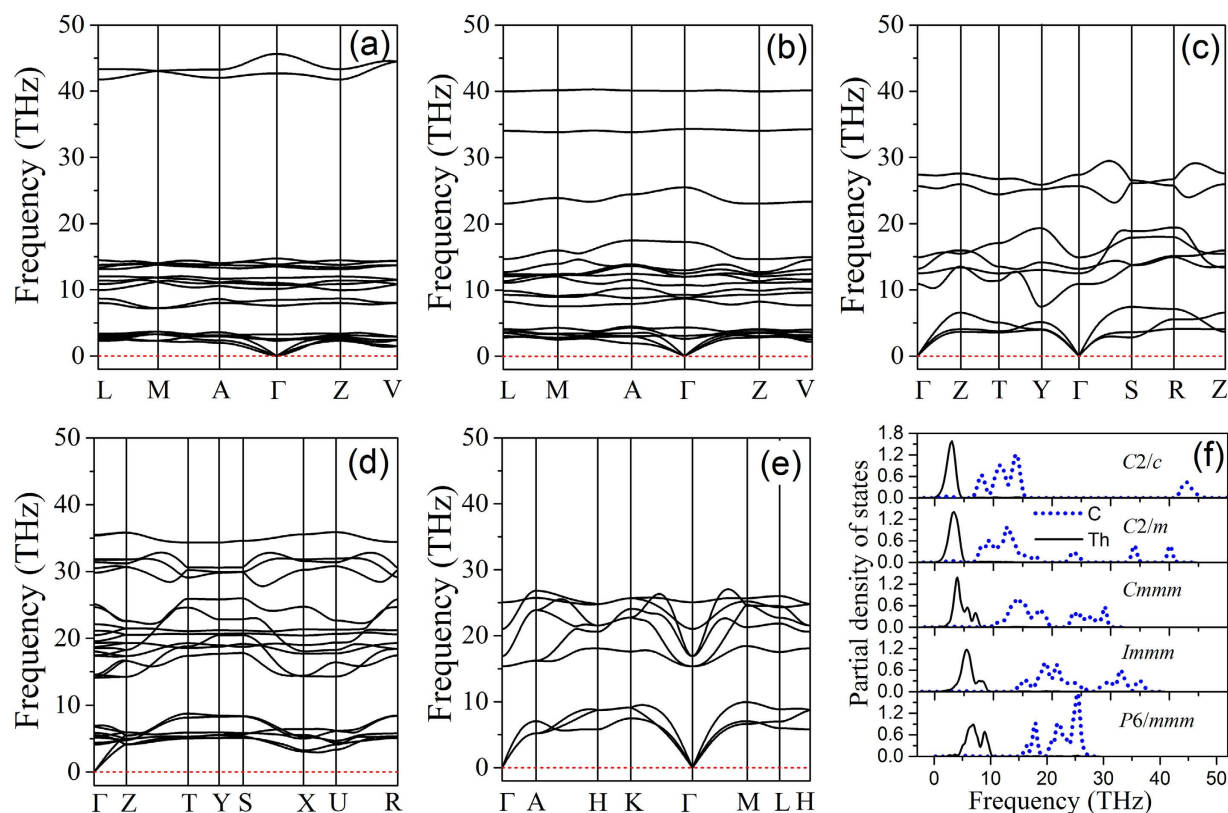 (a)
50
40
30
20
10
0
Frequency (THz)
L M A Γ Z V
(b)
50
40
30
20
10
0
Frequency (THz)
L M A Γ Z V
(c)
50
40
30
20
10
0
Frequency (THz)
Γ Z T Y Γ S R Z
(d)
50
40
30
20
10
0
Frequency (THz)
Γ Z T Y S X U R
(e)
50
40
30
20
10
0
Frequency (THz)
Γ A H K Γ M L H
(f)
Partial density of states
1.8
1.2
0.6
0.0
C2/c
1.2
0.6
0.0
C2/m
C
Th
1.2
0.6
0.0
Cmmm
1.2
0.6
0.0
Immm
1.2
0.6
0.0
P6/mmm
0 10 20 30 40 50
Frequency (THz)